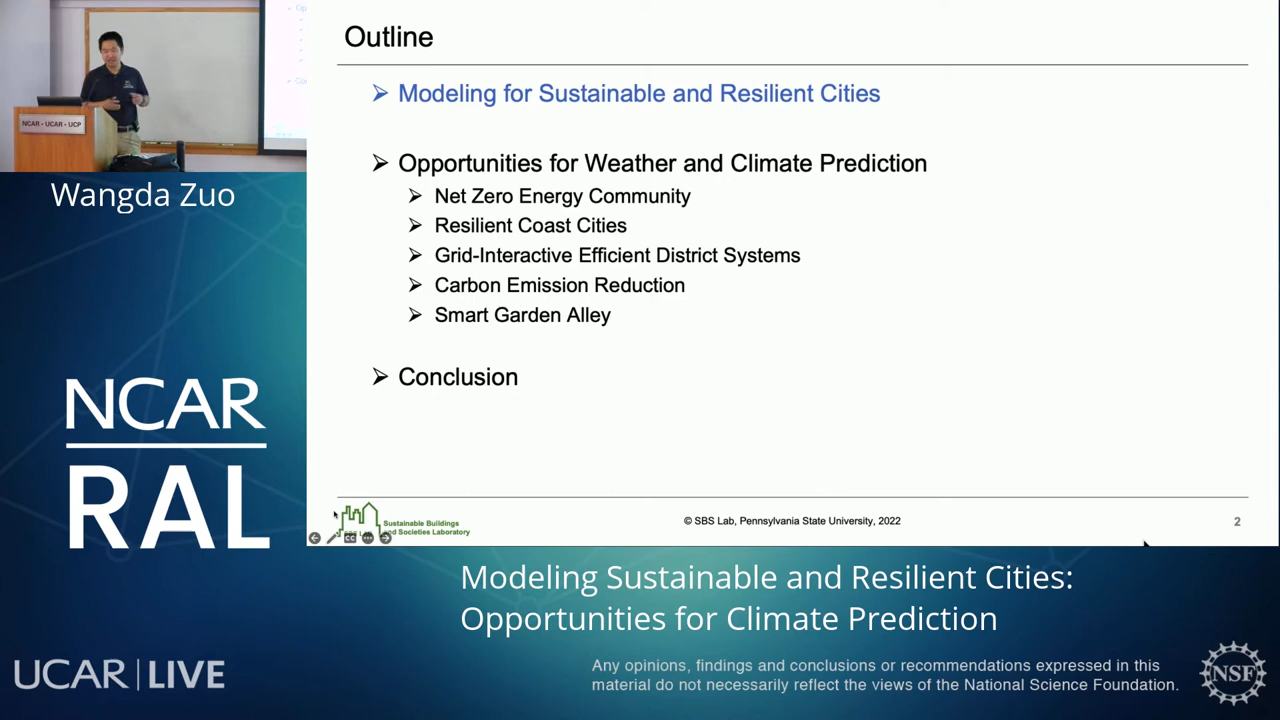 NCAR • UCAR • UCP
Wangda Zuo
NCAR
RAL
UCAR | LIVE
Outline
➢ Modeling for Sustainable and Resilient Cities
➢ Opportunities for Weather and Climate Prediction
➢ Net Zero Energy Community
➢ Resilient Coast Cities
➢ Grid-Interactive Efficient District Systems
➢ Carbon Emission Reduction
➢ Smart Garden Alley
➢ Conclusion
Sustainable Buildings
and Societies Laboratory
CC
© SBS Lab, Pennsylvania State University, 2022
2
Modeling Sustainable and Resilient Cities:
Opportunities for Climate Prediction
Any opinions, findings and conclusions or recommendations expressed in this
material do not necessarily reflect the views of the National Science Foundation.
NSF